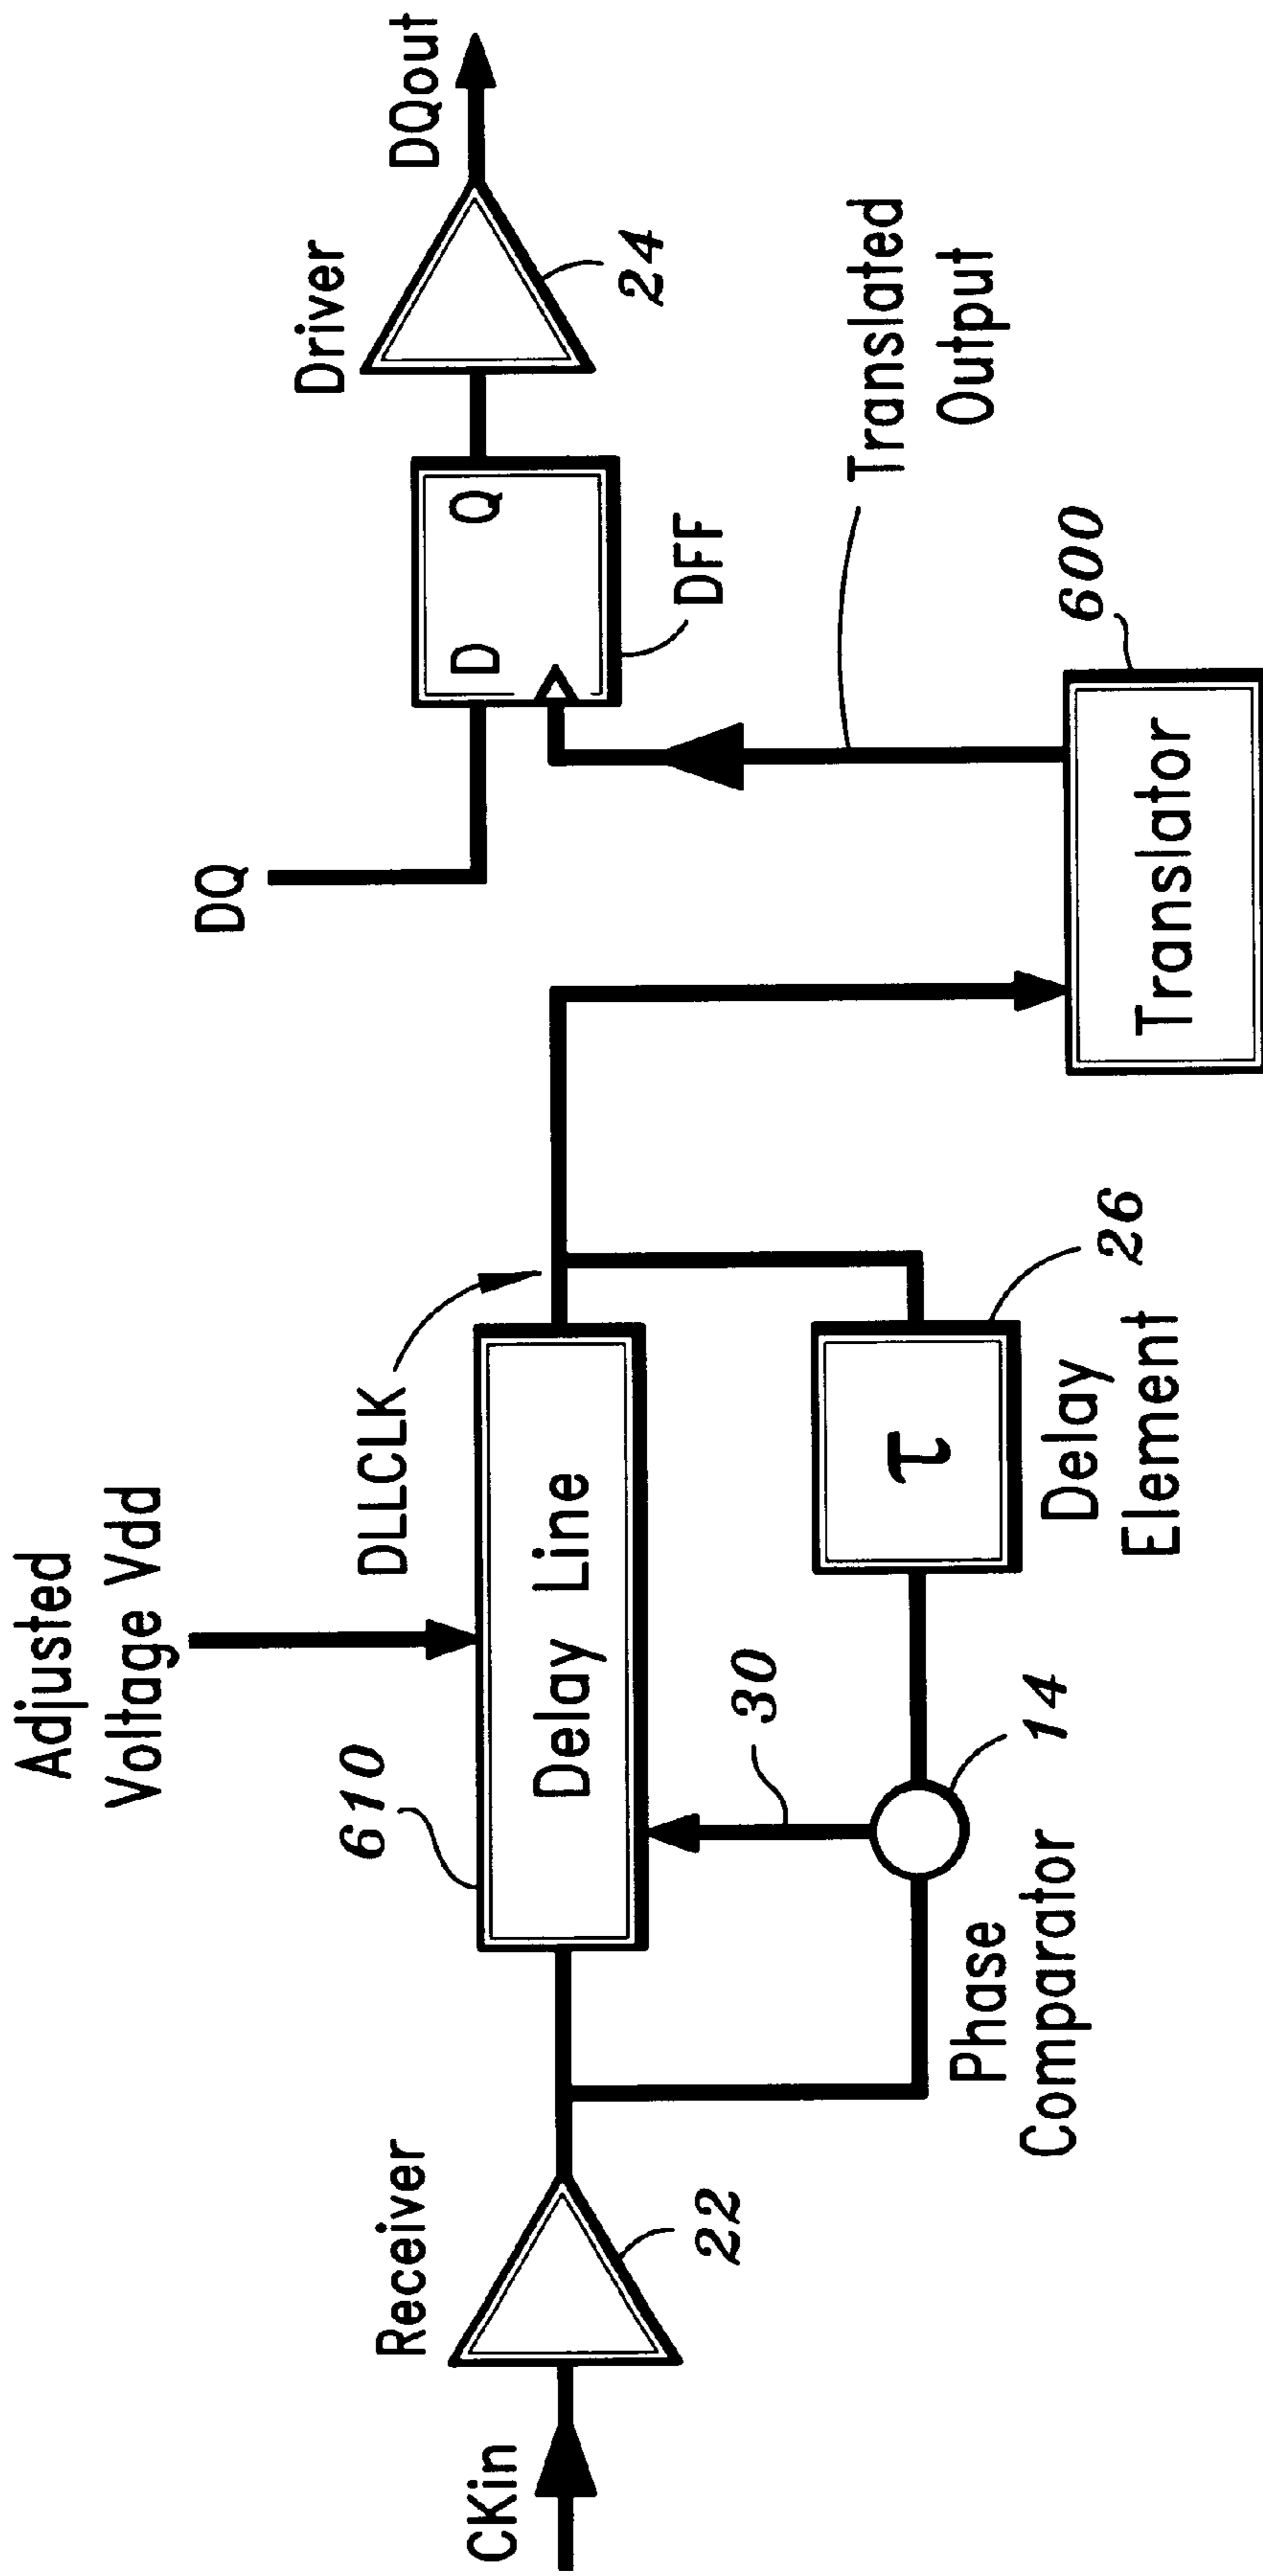 Adjusted
Voltage Vdd
CKin
Receiver
22
610
Delay Line
DLLCLK
30
Phase
Comparator
14
τ
Delay
Element
26
DQ
D Q
DFF
Driver
24
DQout
Translated
Output
Translator
600